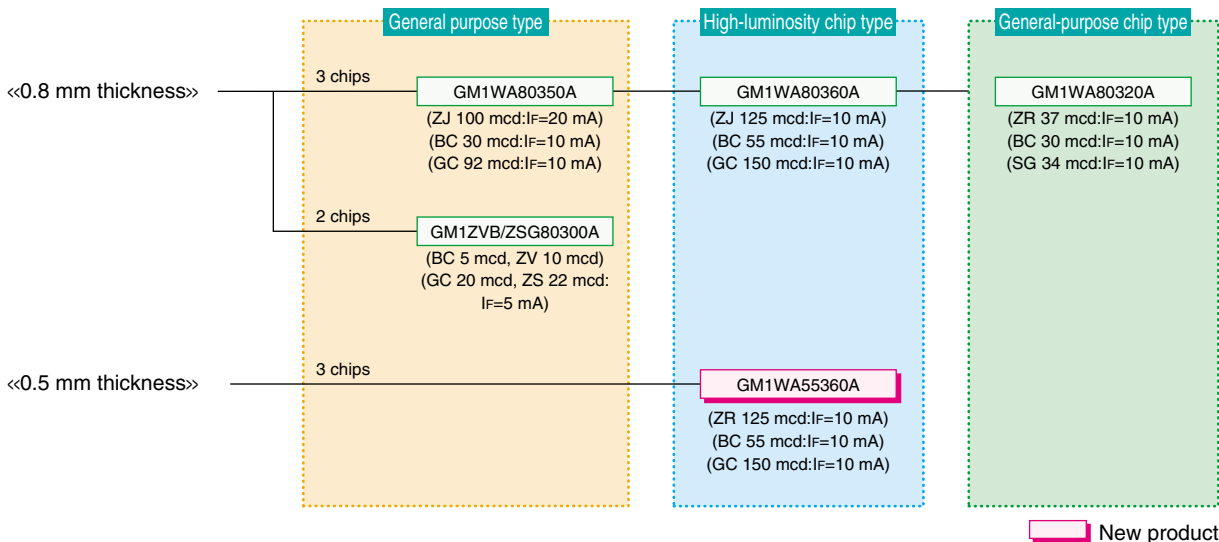 General purpose type
High-luminosity chip type
General-purpose chip type
«0.8 mm thickness»
3 chips
GM1WA80350A
(ZJ 100 mcd:IF=20 mA)
(BC 30 mcd:IF=10 mA)
(GC 92 mcd:IF=10 mA)
GM1WA80360A
(ZJ 125 mcd:IF=10 mA)
(BC 55 mcd:IF=10 mA)
(GC 150 mcd:IF=10 mA)
GM1WA80320A
(ZR 37 mcd:IF=10 mA)
(BC 30 mcd:IF=10 mA)
(SG 34 mcd:IF=10 mA)
2 chips
GM1ZVB/ZSG80300A
(BC 5 mcd, ZV 10 mcd)
(GC 20 mcd, ZS 22 mcd:
IF=5 mA)
«0.5 mm thickness»
3 chips
GM1WA55360A
(ZR 125 mcd:IF=10 mA)
(BC 55 mcd:IF=10 mA)
(GC 150 mcd:IF=10 mA)
New product